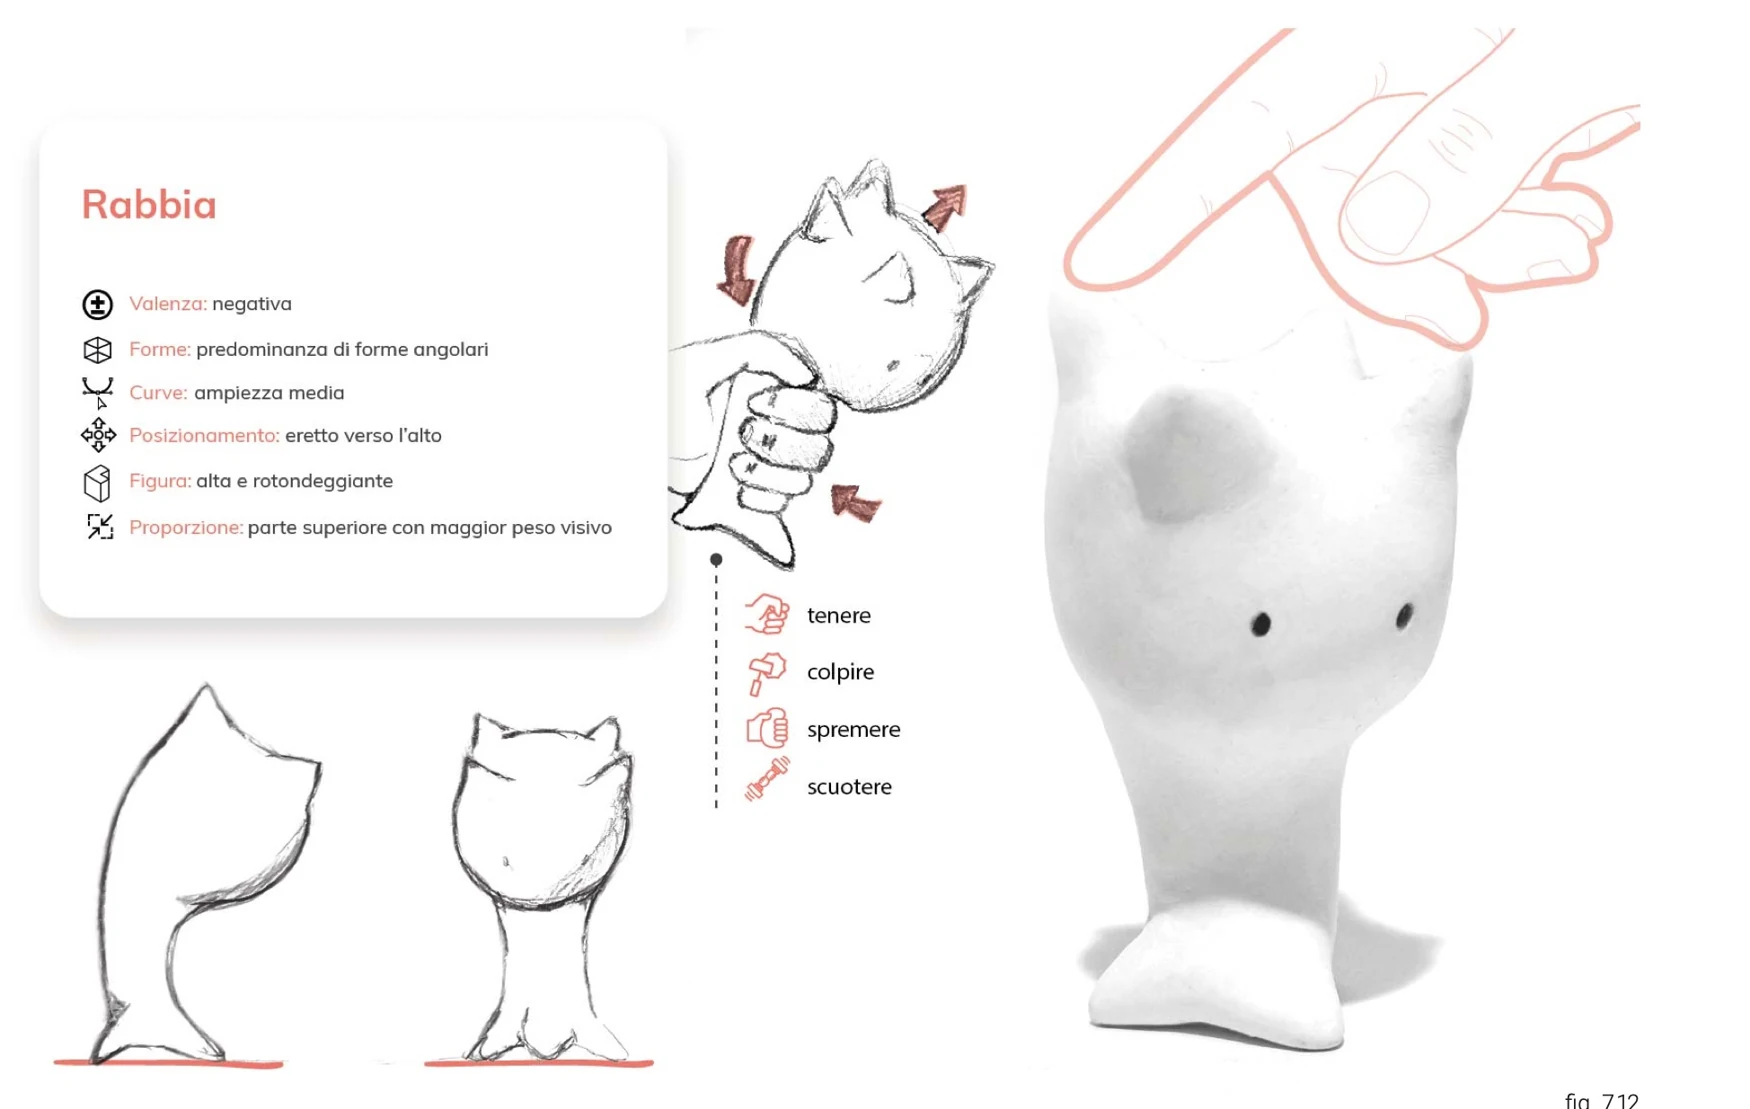 Rabbia
Valenza: negativa
Forme: predominanza di forme angolari
Curve: ampiezza media
Posizionamento: eretto verso l'alto
Figura: alta e rotondeggiante
Proporzione: parte superiore con maggior peso visivo
tenere
colpire
spremere
scuotere
fig. 7.12